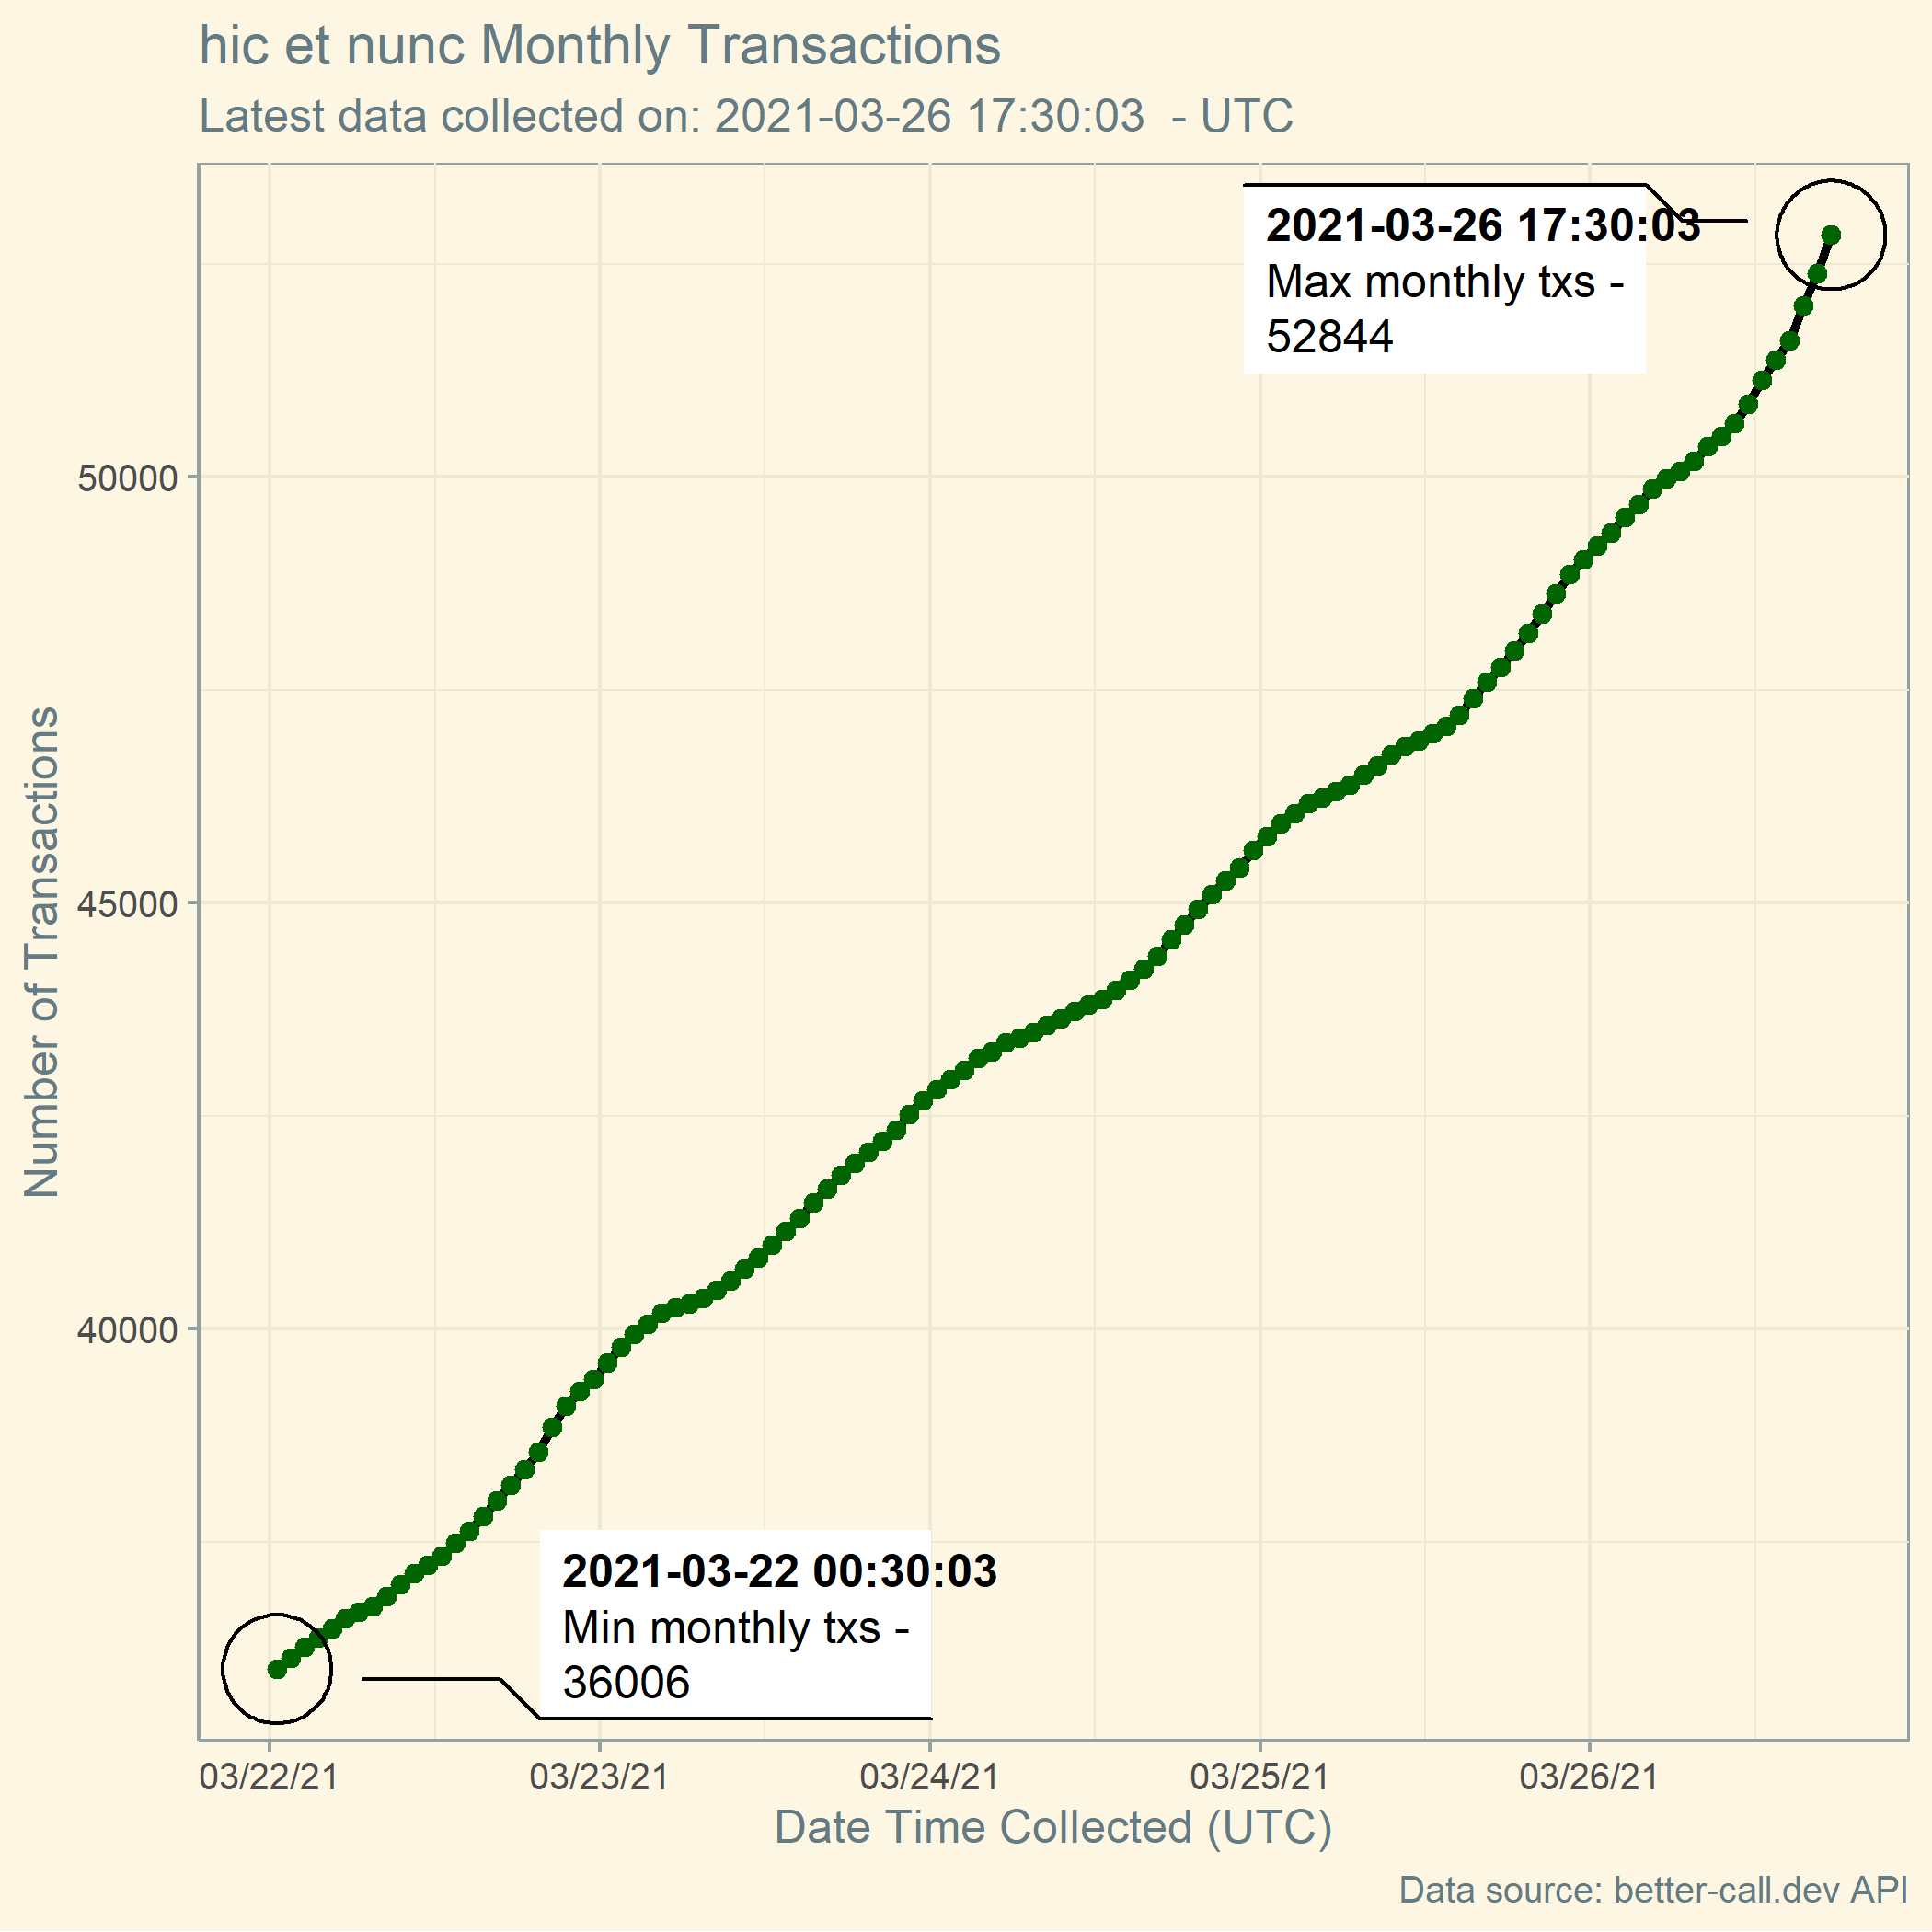 hic et nunc Monthly Transactions
Latest data collected on: 2021-03-26 17:30:03  - UTC
2021-03-26 17:30:03
Max monthly txs -
52844
50000
45000
40000
Number of Transactions
2021-03-22 00:30:03
Min monthly txs -
36006
03/22/21 03/23/21 03/24/21 03/25/21 03/26/21
Date Time Collected (UTC)
Data source: better-call.dev API